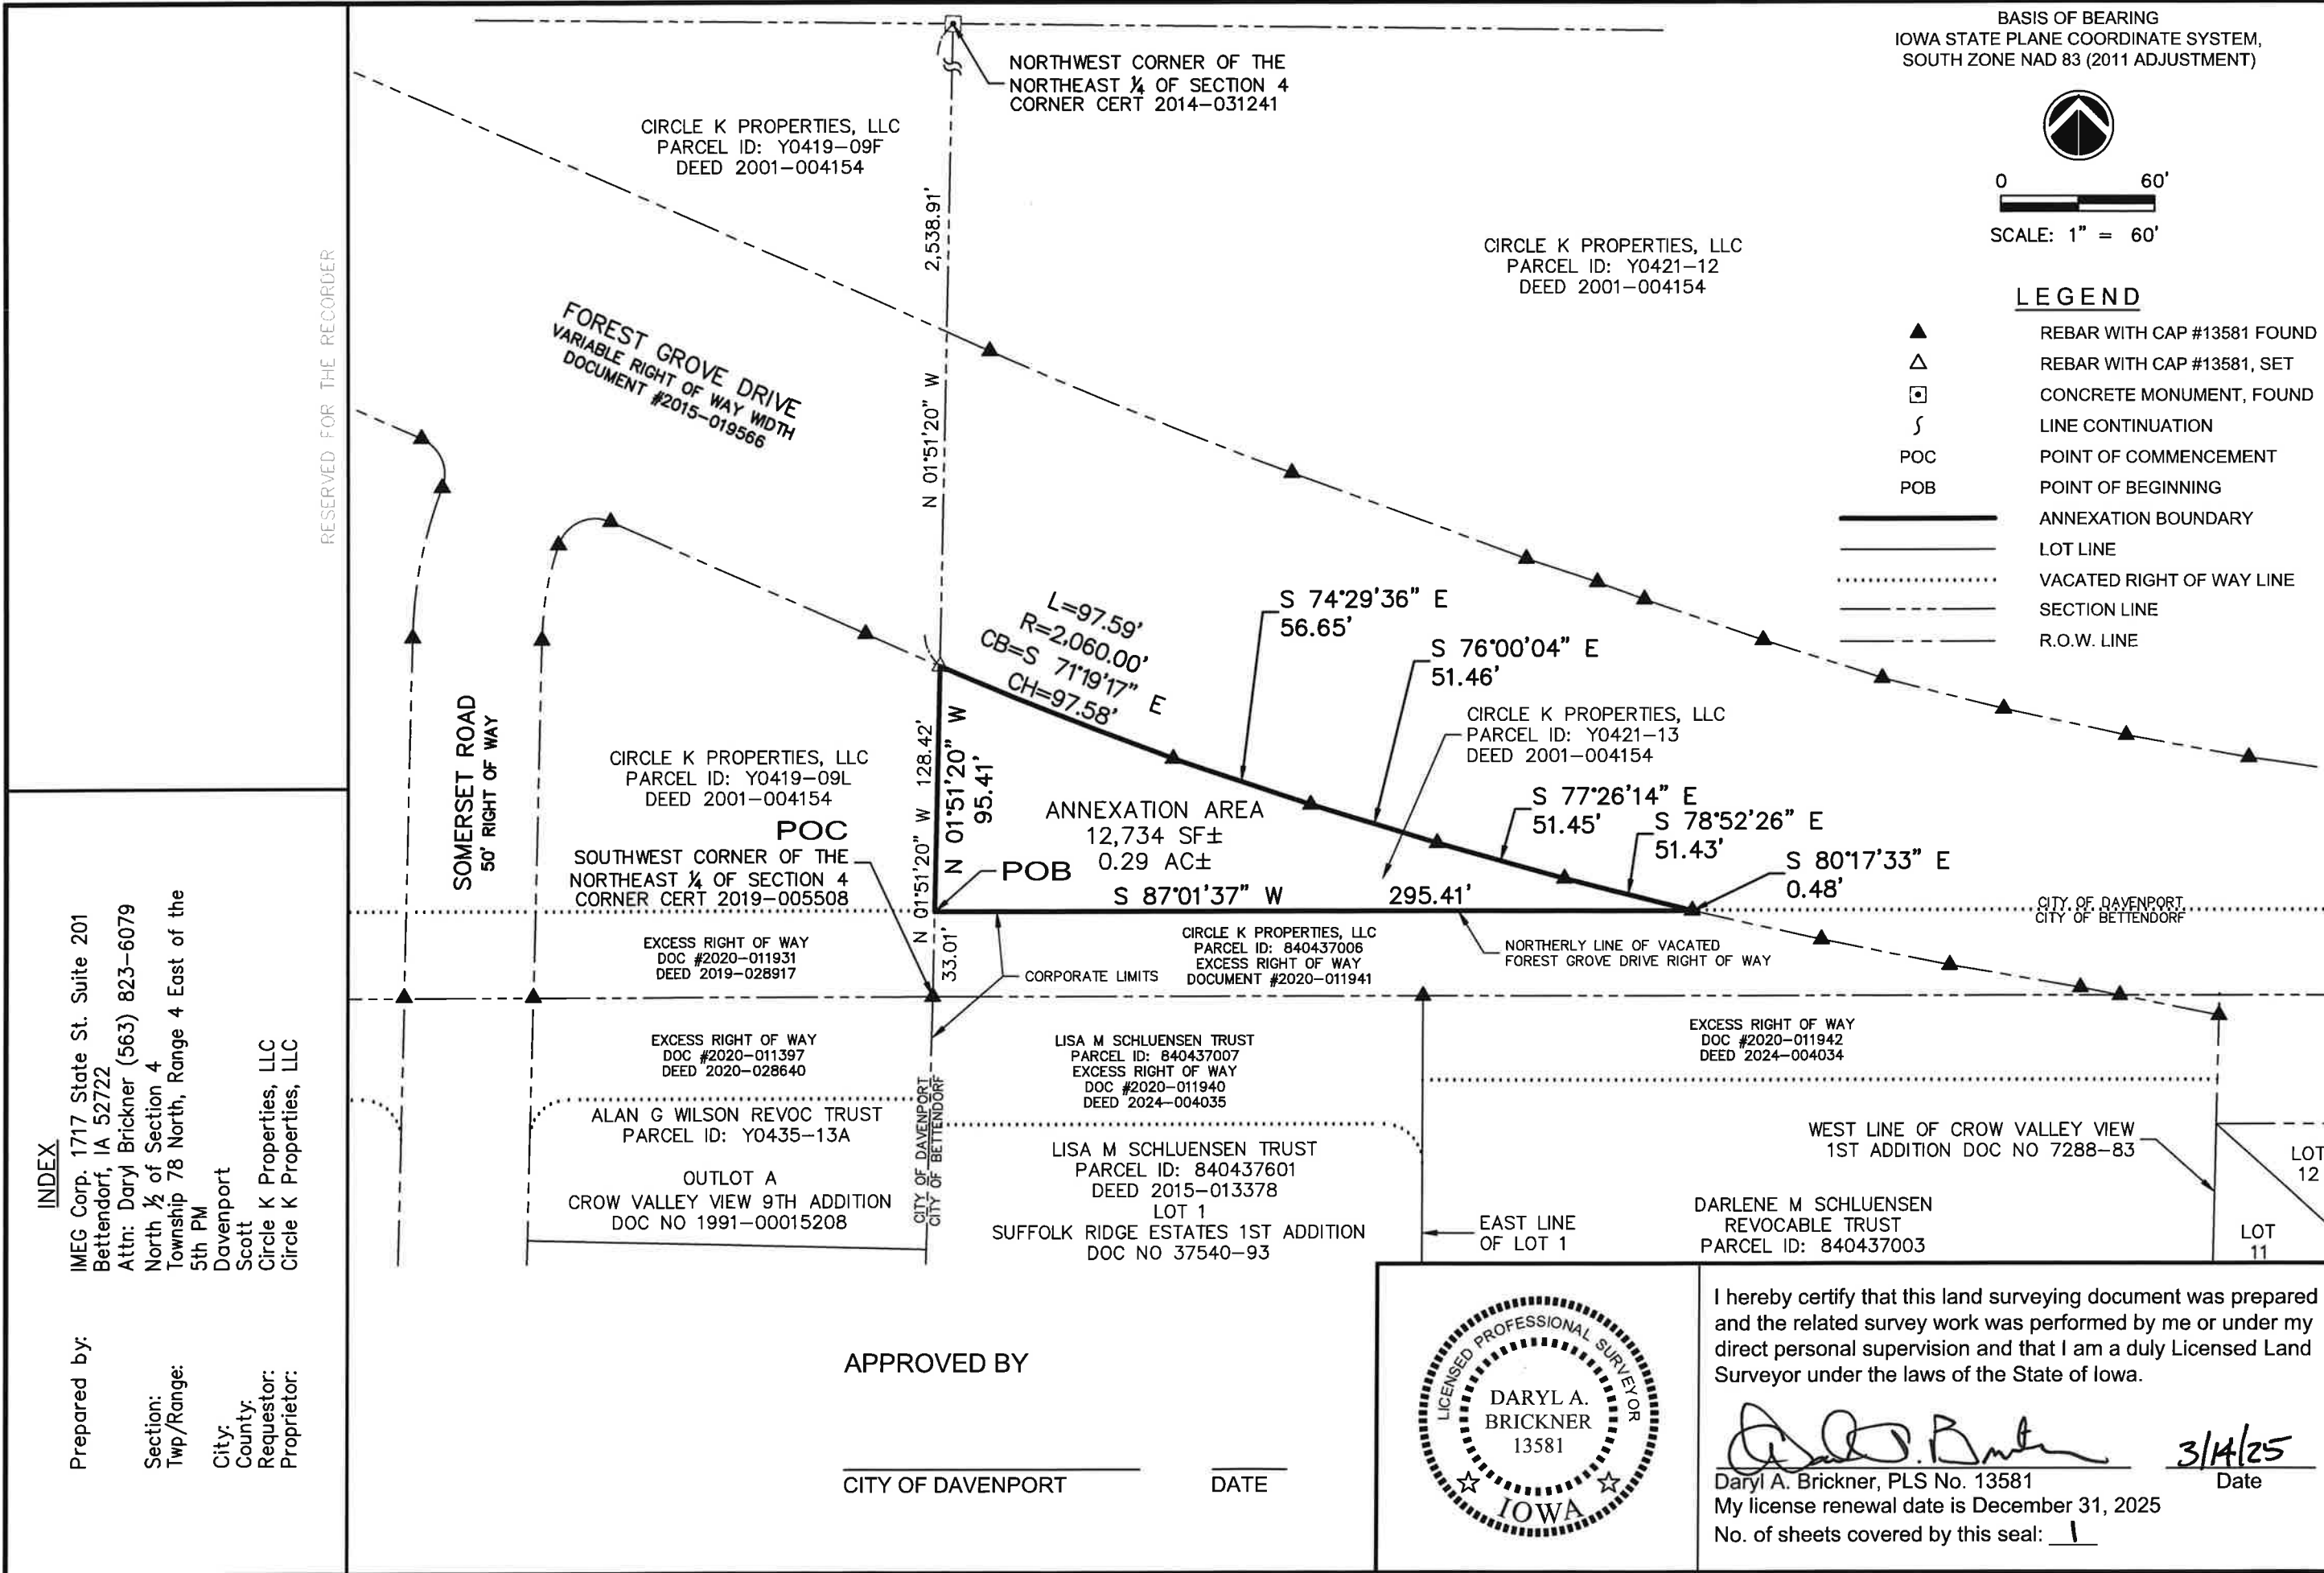 BASIS OF BEARING
IOWA STATE PLANE COORDINATE SYSTEM,
SOUTH ZONE NAD 83 (2011 ADJUSTMENT)
0 60'
SCALE: 1" = 60'
LEGEND
REBAR WITH CAP #13581 FOUND
REBAR WITH CAP #13581, SET
CONCRETE MONUMENT, FOUND
LINE CONTINUATION
POC POINT OF COMMENCEMENT
POB POINT OF BEGINNING
ANNEXATION BOUNDARY
LOT LINE
VACATED RIGHT OF WAY LINE
SECTION LINE
R.O.W. LINE
RESERVED FOR THE RECORDER
NORTHWEST CORNER OF THE
NORTHEAST ¼ OF SECTION 4
CORNER CERT 2014-031241
CIRCLE K PROPERTIES, LLC
PARCEL ID: Y0419-09F
DEED 2001-004154
CIRCLE K PROPERTIES, LLC
PARCEL ID: Y0421-12
DEED 2001-004154
N 01°51'20" W 2,538.91'
FOREST GROVE DRIVE
VARIABLE RIGHT OF WAY WIDTH
DOCUMENT #2015-019566
L=97.59'
R=2,060.00'
CB=S 71°19'17" E
CH=97.58'
S 74°29'36" E
56.65'
S 76°00'04" E
51.46'
CIRCLE K PROPERTIES, LLC
PARCEL ID: Y0421-13
DEED 2001-004154
S 77°26'14" E
51.45'
S 78°52'26" E
51.43'
S 80°17'33" E
0.48'
SOMERSET ROAD
50' RIGHT OF WAY
CIRCLE K PROPERTIES, LLC
PARCEL ID: Y0419-09L
DEED 2001-004154
POC
SOUTHWEST CORNER OF THE
NORTHEAST ¼ OF SECTION 4
CORNER CERT 2019-005508
N 01°51'20" W 128.42'
N 01°51'20" W
95.41'
ANNEXATION AREA
12,734 SF±
0.29 AC±
POB
S 87°01'37" W 295.41'
CITY OF DAVENPORT
CITY OF BETTENDORF
33.01'
EXCESS RIGHT OF WAY
DOC #2020-011931
DEED 2019-028917
CORPORATE LIMITS
CIRCLE K PROPERTIES, LLC
PARCEL ID: 840437006
EXCESS RIGHT OF WAY
DOCUMENT #2020-011941
NORTHERLY LINE OF VACATED
FOREST GROVE DRIVE RIGHT OF WAY
EXCESS RIGHT OF WAY
DOC #2020-011397
DEED 2020-028640
LISA M SCHLUENSEN TRUST
PARCEL ID: 840437007
EXCESS RIGHT OF WAY
DOC #2020-011940
DEED 2024-004035
EXCESS RIGHT OF WAY
DOC #2020-011942
DEED 2024-004034
ALAN G WILSON REVOC TRUST
PARCEL ID: Y0435-13A
OUTLOT A
CROW VALLEY VIEW 9TH ADDITION
DOC NO 1991-00015208
CITY OF DAVENPORT
CITY OF BETTENDORF
LISA M SCHLUENSEN TRUST
PARCEL ID: 840437601
DEED 2015-013378
LOT 1
SUFFOLK RIDGE ESTATES 1ST ADDITION
DOC NO 37540-93
EAST LINE
OF LOT 1
WEST LINE OF CROW VALLEY VIEW
1ST ADDITION DOC NO 7288-83
DARLENE M SCHLUENSEN
REVOCABLE TRUST
PARCEL ID: 840437003
LOT
12
LOT
11
INDEX
Prepared by: IMEG Corp. 1717 State St. Suite 201
Bettendorf, IA 52722
Attn: Daryl Brickner (563) 823-6079
Section: North ½ of Section 4
Twp/Range: Township 78 North, Range 4 East of the
5th PM
City: Davenport
County: Scott
Requestor: Circle K Properties, LLC
Proprietor: Circle K Properties, LLC
APPROVED BY
CITY OF DAVENPORT DATE
LICENSED PROFESSIONAL SURVEYOR
DARYL A.
BRICKNER
13581
IOWA
I hereby certify that this land surveying document was prepared
and the related survey work was performed by me or under my
direct personal supervision and that I am a duly Licensed Land
Surveyor under the laws of the State of Iowa.
3/14/25
Daryl A. Brickner, PLS No. 13581 Date
My license renewal date is December 31, 2025
No. of sheets covered by this seal: 1